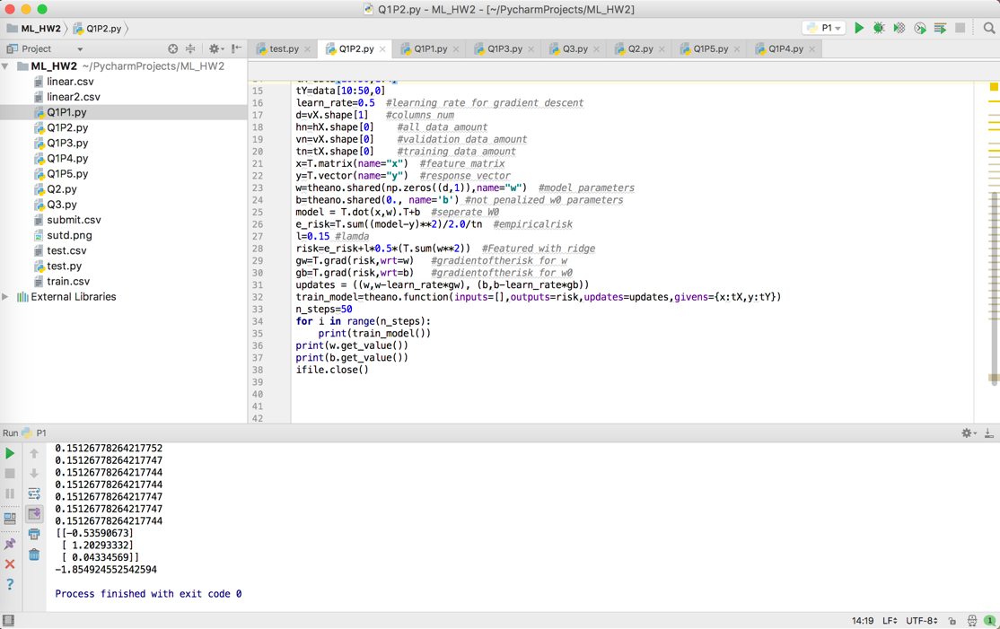 Q1P2.py - ML_HW2 - [~/PycharmProjects/ML_HW2]
ML_HW2 Q1P2.py P1
Project test.py Q1P2.py Q1P1.py Q1P3.py Q3.py Q2.py Q1P5.py Q1P4.py
ML_HW2 ~/PycharmProjects/ML_HW2
linear.csv
linear2.csv
Q1P1.py
Q1P2.py
Q1P3.py
Q1P4.py
Q1P5.py
Q2.py
Q3.py
submit.csv
sutd.png
test.csv
test.py
train.csv
External Libraries
15 tY=data[10:50,0]
16 learn_rate=0.5 #learning rate for gradient descent
17 d=vX.shape[1] #columns num
18 hn=hX.shape[0] #all data amount
19 vn=vX.shape[0] #validation data amount
20 tn=tX.shape[0] #training data amount
21 x=T.matrix(name="x") #feature matrix
22 y=T.vector(name="y") #response vector
23 w=theano.shared(np.zeros((d,1)),name="w") #model parameters
24 b=theano.shared(0., name='b') #not penalized w0 parameters
25 model = T.dot(x,w).T+b #seperate W0
26 e_risk=T.sum((model-y)**2)/2.0/tn #empiricalrisk
27 l=0.15 #lamda
28 risk=e_risk+l*0.5*(T.sum(w**2)) #Featured with ridge
29 gw=T.grad(risk,wrt=w) #gradientoftherisk for w
30 gb=T.grad(risk,wrt=b) #gradientoftherisk for w0
31 updates = ((w,w-learn_rate*gw), (b,b-learn_rate*gb))
32 train_model=theano.function(inputs=[],outputs=risk,updates=updates,givens={x:tX,y:tY})
33 n_steps=50
34 for i in range(n_steps):
35 print(train_model())
36 print(w.get_value())
37 print(b.get_value())
38 ifile.close()
39
40
41
42
Run P1
0.15126778264217752
0.15126778264217747
0.15126778264217744
0.15126778264217744
0.15126778264217747
0.15126778264217747
0.15126778264217744
[[-0.53590673]
[ 1.20293332]
[ 0.04334569]]
-1.854924552542594
Process finished with exit code 0
14:19 LF UTF-8 1